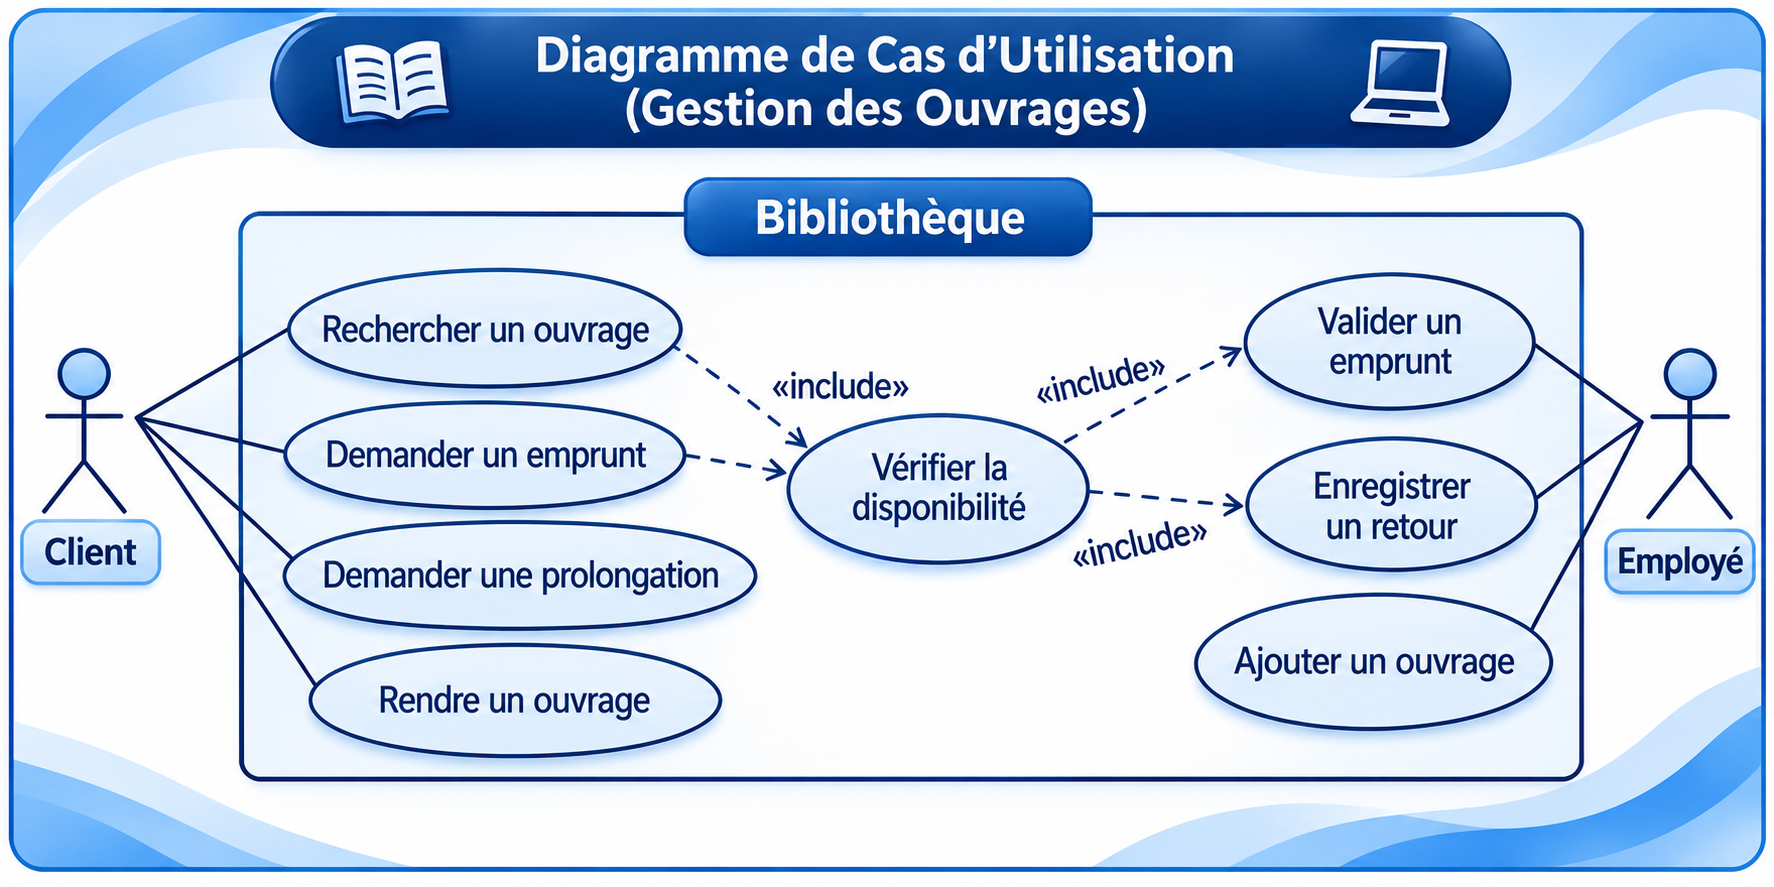 Diagramme de Cas d’Utilisation
(Gestion des Ouvrages)
Bibliothèque
Rechercher un ouvrage
Demander un emprunt
Demander une prolongation
Rendre un ouvrage
«include»
Vérifier la
disponibilité
«include»
«include»
Valider un
emprunt
Enregistrer
un retour
Ajouter un ouvrage
Client
Employé